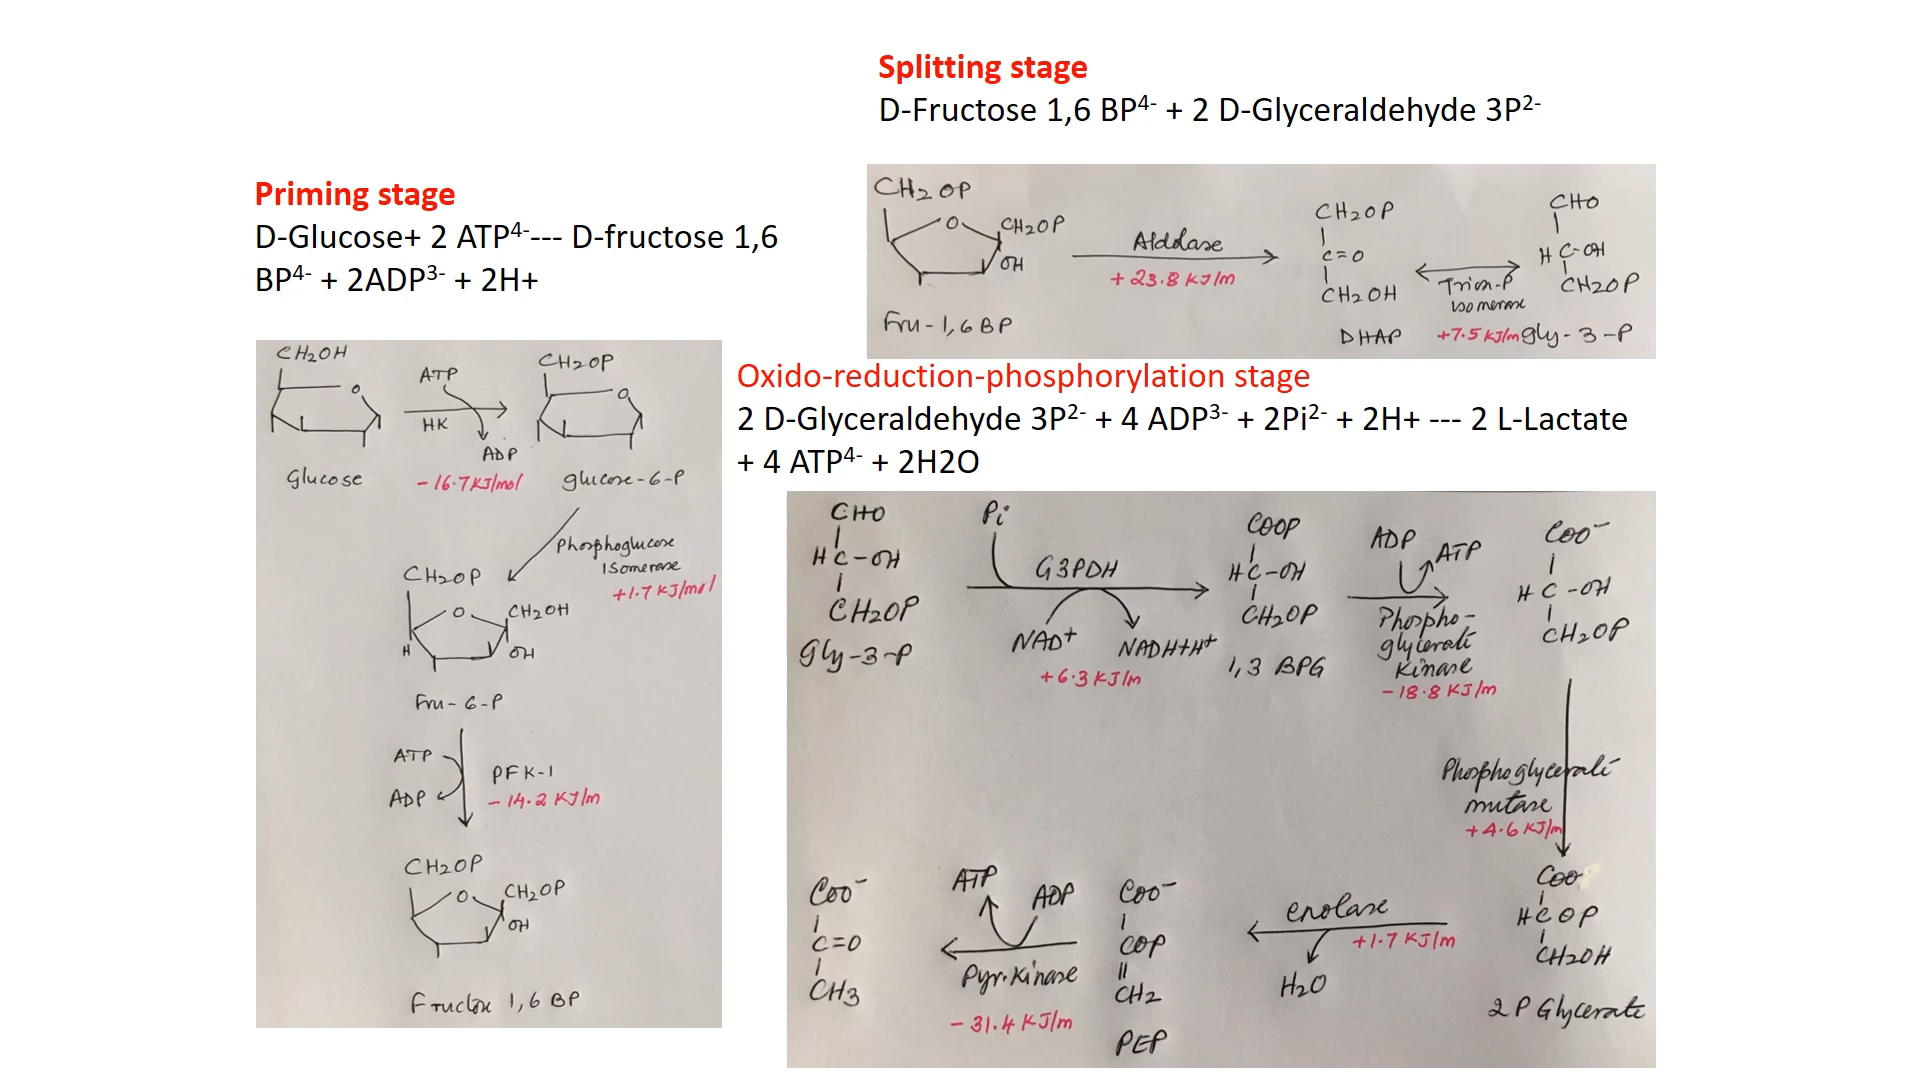 Splitting stage
D-Fructose 1,6 BP4- + 2 D-Glyceraldehyde 3P2-
Priming stage
D-Glucose+ 2 ATP4---- D-fructose 1,6
BP4- + 2ADP3- + 2H+
CH2OP
O
CH2OP
OH
Fru-1,6 BP
Aldolase
+23.8 KJ/m
CH2OP
C=O
CH2OH
DHAP
Trios-P
isomerase
+7.5 KJ/m
CHO
H C-OH
CH2OP
gly-3-P
CH2OH
O
Glucose
ATP
HK
ADP
-16.7 KJ/mol
CH2OP
O
glucose-6-P
Phosphoglucose
Isomerase
+1.7 KJ/mol
CH2OP
O
CH2OH
H
OH
Fru-6-P
ATP
ADP
PFK-1
-14.2 KJ/m
CH2OP
O
CH2OP
OH
Fructose 1,6 BP
Oxido-reduction-phosphorylation stage
2 D-Glyceraldehyde 3P2- + 4 ADP3- + 2Pi2- + 2H+ --- 2 L-Lactate
+ 4 ATP4- + 2H2O
CHO
H C-OH
CH2OP
Gly-3-P
Pi
G3PDH
NAD+
NADH+H+
+6.3 KJ/m
COOP
HC-OH
CH2OP
1,3 BPG
ADP
ATP
Phospho-
glycerate
Kinase
-18.8 KJ/m
COO-
H C-OH
CH2OP
Phosphoglycerate
mutase
+4.6 KJ/m
COO
HCOP
CH2OH
2 P Glycerate
enolase
+1.7 KJ/m
H2O
COO-
COP
CH2
PEP
ATP
ADP
Pyr.Kinase
-31.4 KJ/m
COO-
C=O
CH3